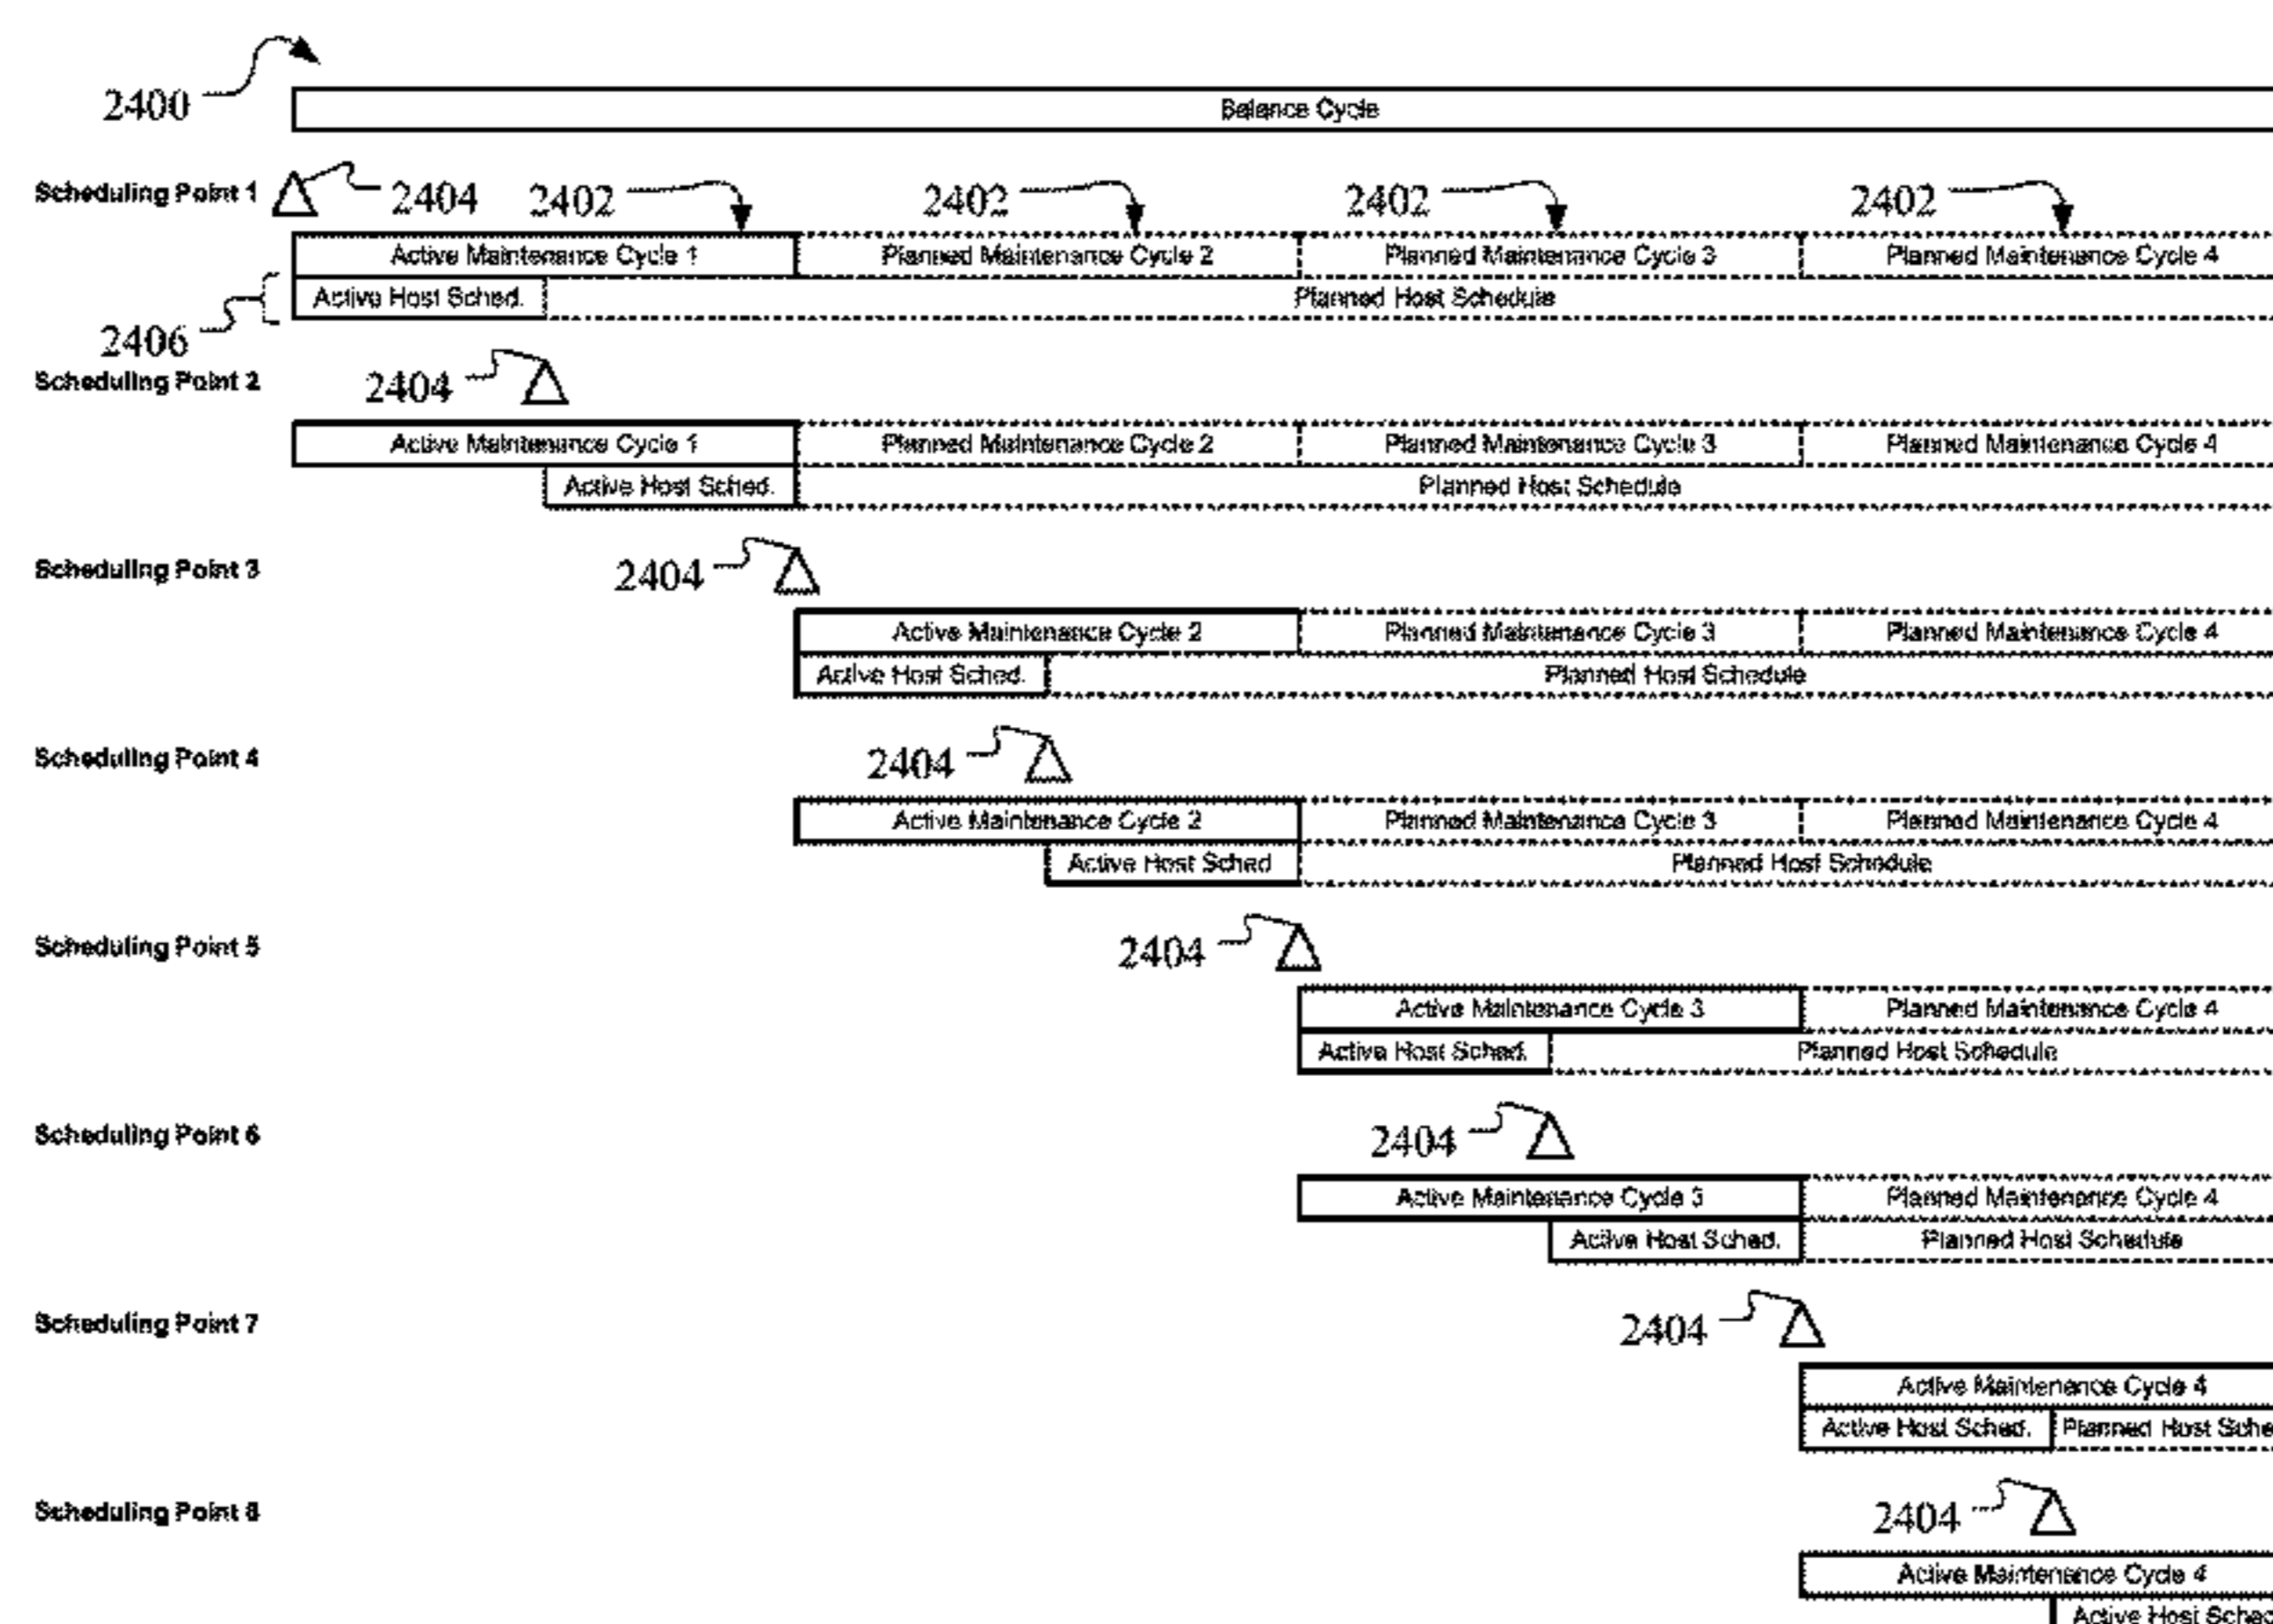 2400
Balance Cycle
Scheduling Point 1
2404
2402
2402
2402
2402
Active Maintenance Cycle 1
Planned Maintenance Cycle 2
Planned Maintenance Cycle 3
Planned Maintenance Cycle 4
Active Host Sched.
Planned Host Schedule
2406
Scheduling Point 2
2404
Active Maintenance Cycle 1
Planned Maintenance Cycle 2
Planned Maintenance Cycle 3
Planned Maintenance Cycle 4
Active Host Sched.
Planned Host Schedule
Scheduling Point 3
2404
Active Maintenance Cycle 2
Planned Maintenance Cycle 3
Planned Maintenance Cycle 4
Active Host Sched.
Planned Host Schedule
Scheduling Point 4
2404
Active Maintenance Cycle 2
Planned Maintenance Cycle 3
Planned Maintenance Cycle 4
Active Host Sched
Planned Host Schedule
Scheduling Point 5
2404
Active Maintenance Cycle 3
Planned Maintenance Cycle 4
Active Host Sched.
Planned Host Schedule
Scheduling Point 6
2404
Active Maintenance Cycle 3
Planned Maintenance Cycle 4
Active Host Sched.
Planned Host Schedule
Scheduling Point 7
2404
Active Maintenance Cycle 4
Active Host Sched.
Planned Host Sche
Scheduling Point 8
2404
Active Maintenance Cycle 4
Active Host Sched